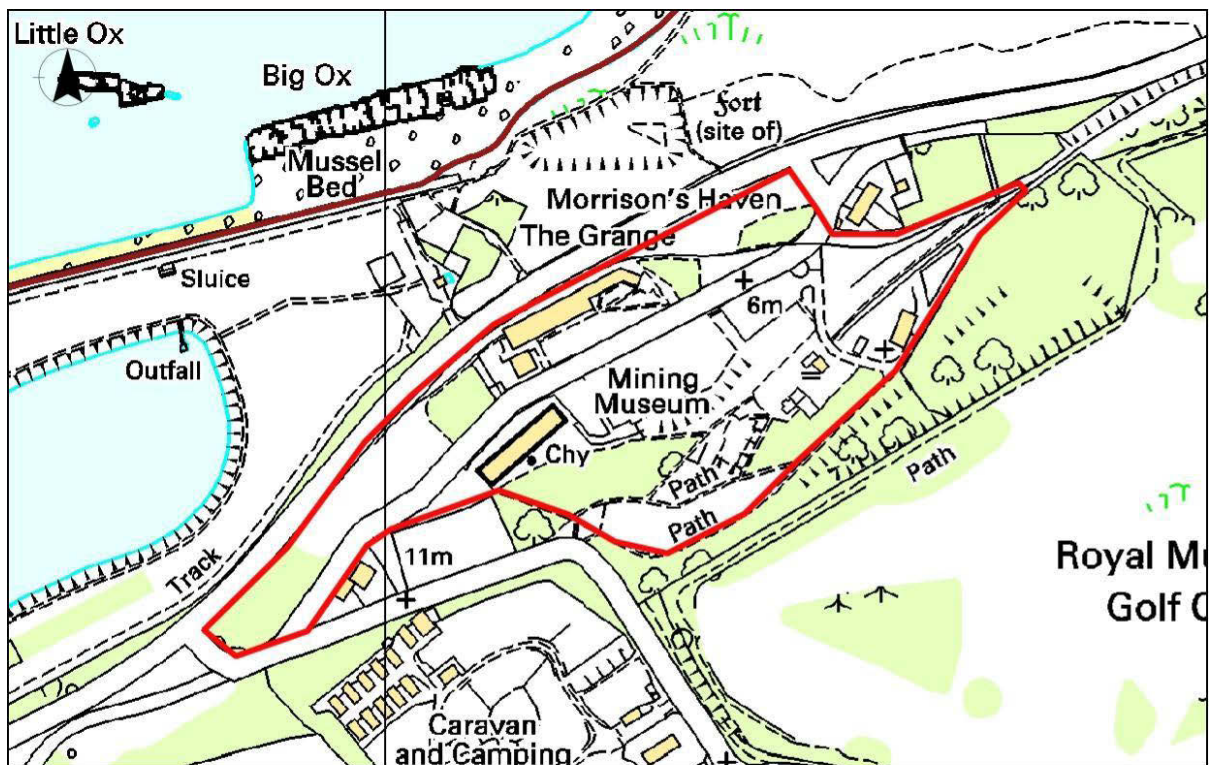 Little Ox
Big Ox
Mussel
Bed
Fort
(site of)
Morrison's Haven
The Grange
Sluice
6m
Outfall
Mining
Museum
Chy
Path
Path
Path
Track
11m
Royal Mu
Golf C
Caravan
and Camping